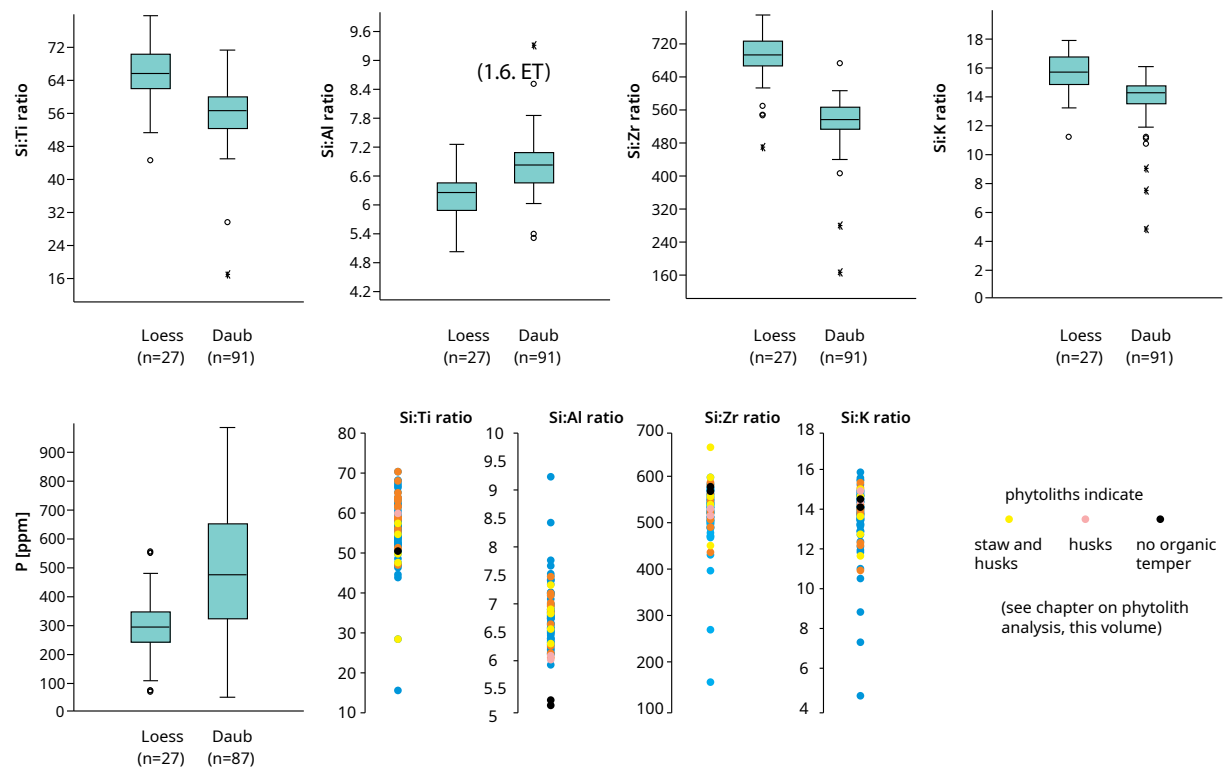 Si:Ti ratio
72
64
56
48
40
32
24
16
Loess
(n=27)
Daub
(n=91)
Si:Al ratio
9.6
9
8.4
7.8
7.2
6.6
6
5.4
4.8
4.2
(1.6. ET)
Loess
(n=27)
Daub
(n=91)
Si:Zr ratio
720
640
560
480
400
320
240
160
Loess
(n=27)
Daub
(n=91)
Si:K ratio
18
16
14
12
14
8
6
4
2
0
Loess
(n=27)
Daub
(n=91)
P [ppm]
900
800
700
600
500
400
300
200
100
0
Loess
(n=27)
Daub
(n=87)
Si:Ti ratio
80
70
60
50
40
30
20
10
Si:Al ratio
10
9.5
9
8.5
8
7.5
7
6.5
6
5.5
5
Si:Zr ratio
700
600
500
400
300
200
100
Si:K ratio
18
16
14
12
14
8
6
4
phytoliths indicate
staw and
husks
husks
no organic
temper
(see chapter on phytolith
analysis, this volume)